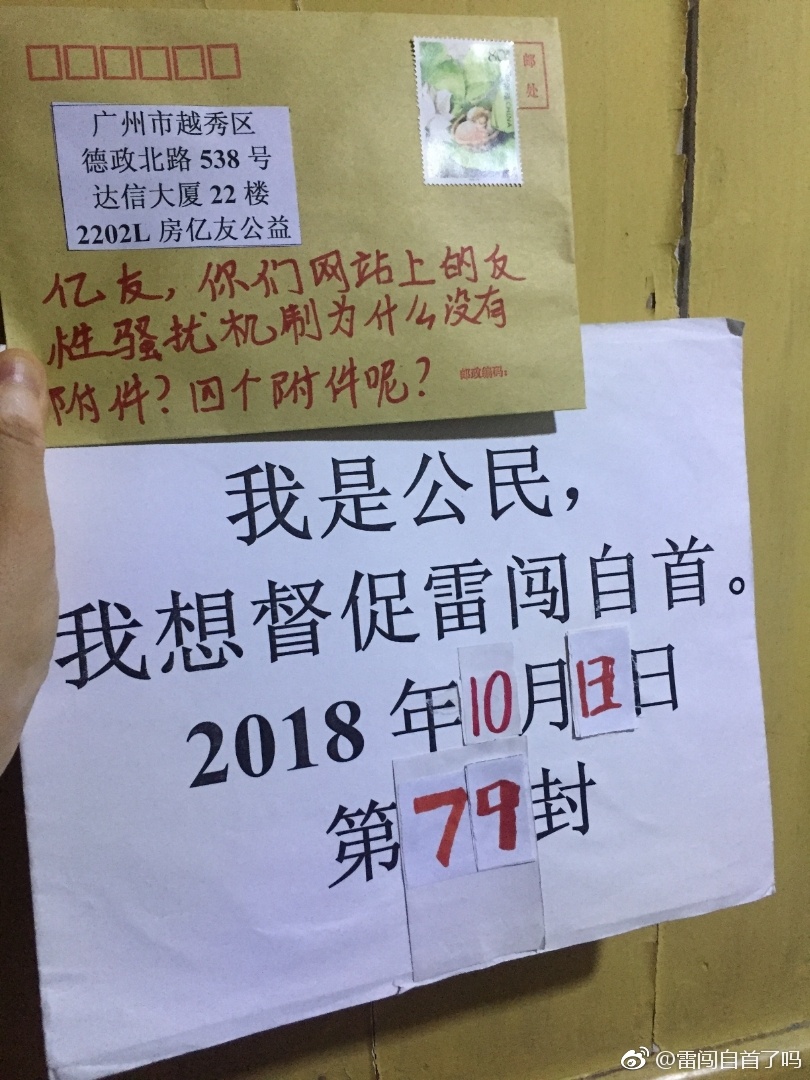 邮
处
广州市越秀区
德政北路 538 号
达信大厦 22 楼
2202L 房亿友公益
亿友，你们网站上的反
性骚扰机制为什么没有
附件？四个附件呢？
邮政编码：
我是公民，
我想督促雷闯自首。
2018 年10月日日
第79封
@雷闯自首了吗